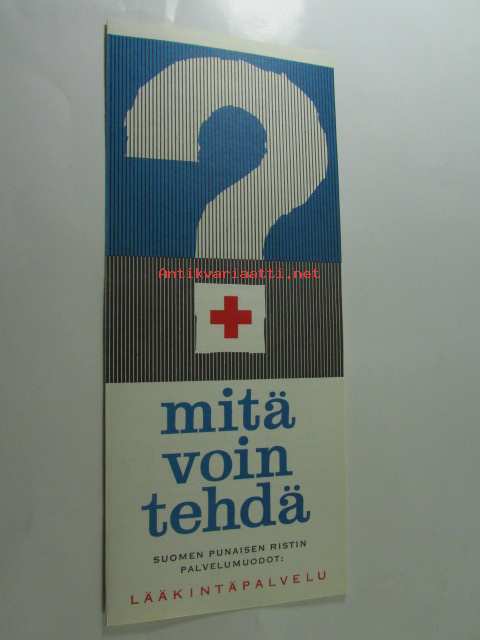 ?
Antikvariaatti.net
mitä
voin
tehdä
SUOMEN PUNAISEN RISTIN
PALVELUMUODOT:
LÄÄKINTÄPALVELU